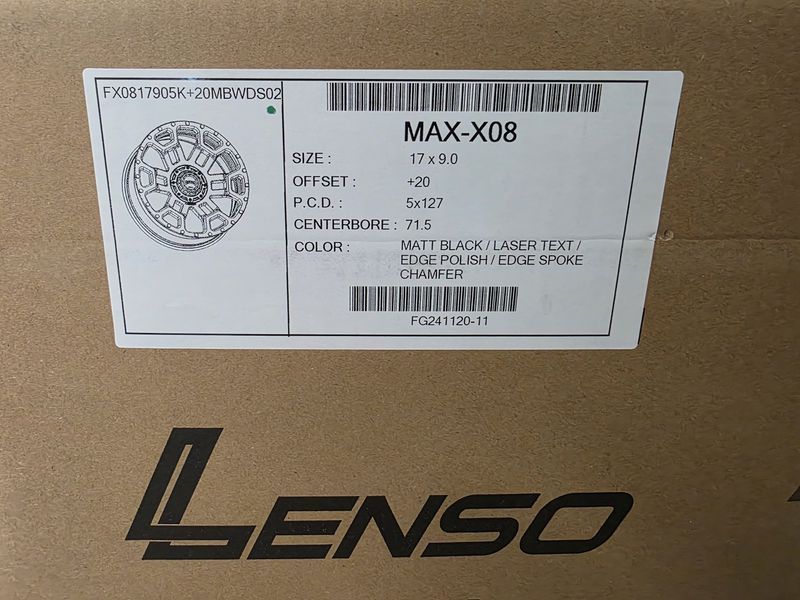 FX0817905K+20MBWDS02
MAX-X08
SIZE : 17 x 9.0
OFFSET : +20
P.C.D. : 5x127
CENTERBORE : 71.5
COLOR : MATT BLACK / LASER TEXT /
EDGE POLISH / EDGE SPOKE
CHAMFER
FG241120-11
LENSO